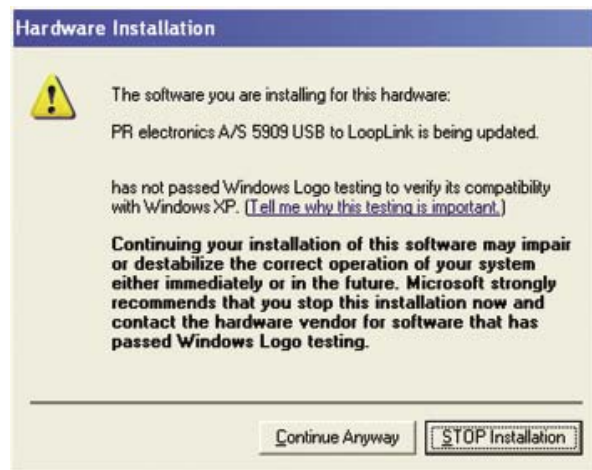 Hardware Installation
The software you are installing for this hardware:
PR electronics A/S 5909 USB to LoopLink is being updated.
has not passed Windows Logo testing to verify its compatibility
with Windows XP. (Tell me why this testing is important.)
Continuing your installation of this software may impair
or destabilize the correct operation of your system
either immediately or in the future. Microsoft strongly
recommends that you stop this installation now and
contact the hardware vendor for software that has
passed Windows Logo testing.
Continue Anyway
STOP Installation